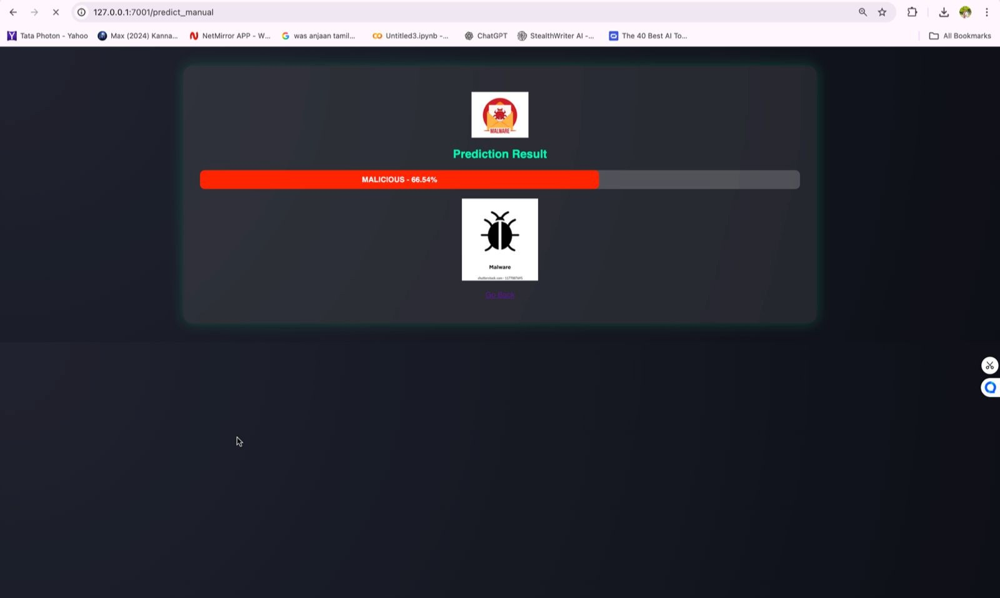 127.0.0.1:7001/predict_manual
Tata Photon - Yahoo Max (2024) Kanna... NetMirror APP - W... was anjaan tamil... Untitled3.ipynb -... ChatGPT StealthWriter AI -... The 40 Best AI To... All Bookmarks
MALWARE
Prediction Result
MALICIOUS - 66.54%
Malware
shutterstock.com · 1177007695
Go Back